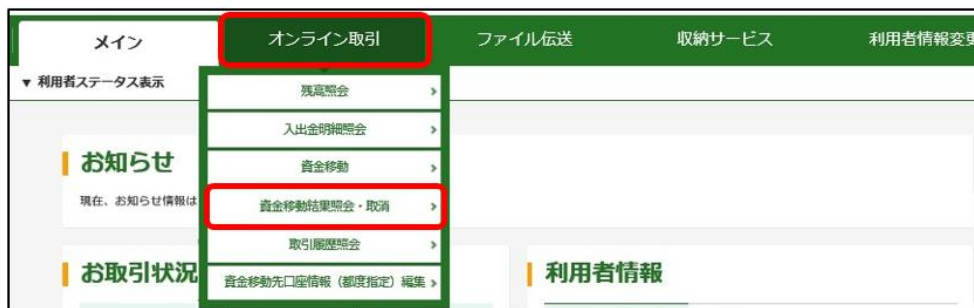 メイン
オンライン取引
ファイル伝送
収納サービス
利用者情報変更
▼ 利用者ステータス表示
残高照会
入出金明細照会
資金移動
資金移動結果照会・取消
取引履歴照会
資金移動先口座情報（都度指定）編集
お知らせ
現在、お知らせ情報は
お取引状況
利用者情報